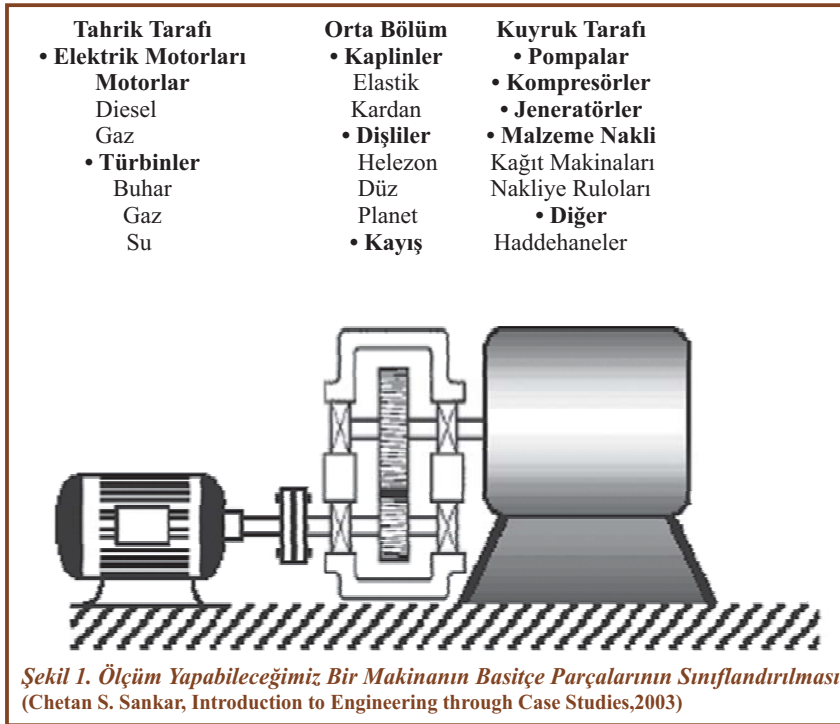 Tahrik Tarafı
• Elektrik Motorları
Motorlar
Diesel
Gaz
• Türbinler
Buhar
Gaz
Su
Orta Bölüm
• Kaplinler
Elastik
Kardan
• Dişliler
Helezon
Düz
Planet
• Kayış
Kuyruk Tarafı
• Pompalar
• Kompresörler
• Jeneratörler
• Malzeme Nakli
Kağıt Makinaları
Nakliye Ruloları
• Diğer
Haddehaneler
Şekil 1. Ölçüm Yapabileceğimiz Bir Makinanın Basitçe Parçalarının Sınıflandırılması
(Chetan S. Sankar, Introduction to Engineering through Case Studies,2003)